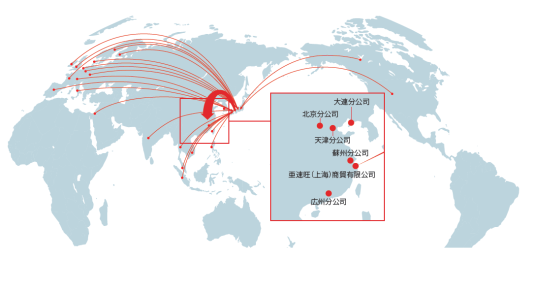 大連分公司
北京分公司
天津分公司
蘇州分公司
亜速旺（上海）商貿有限公司
広州分公司